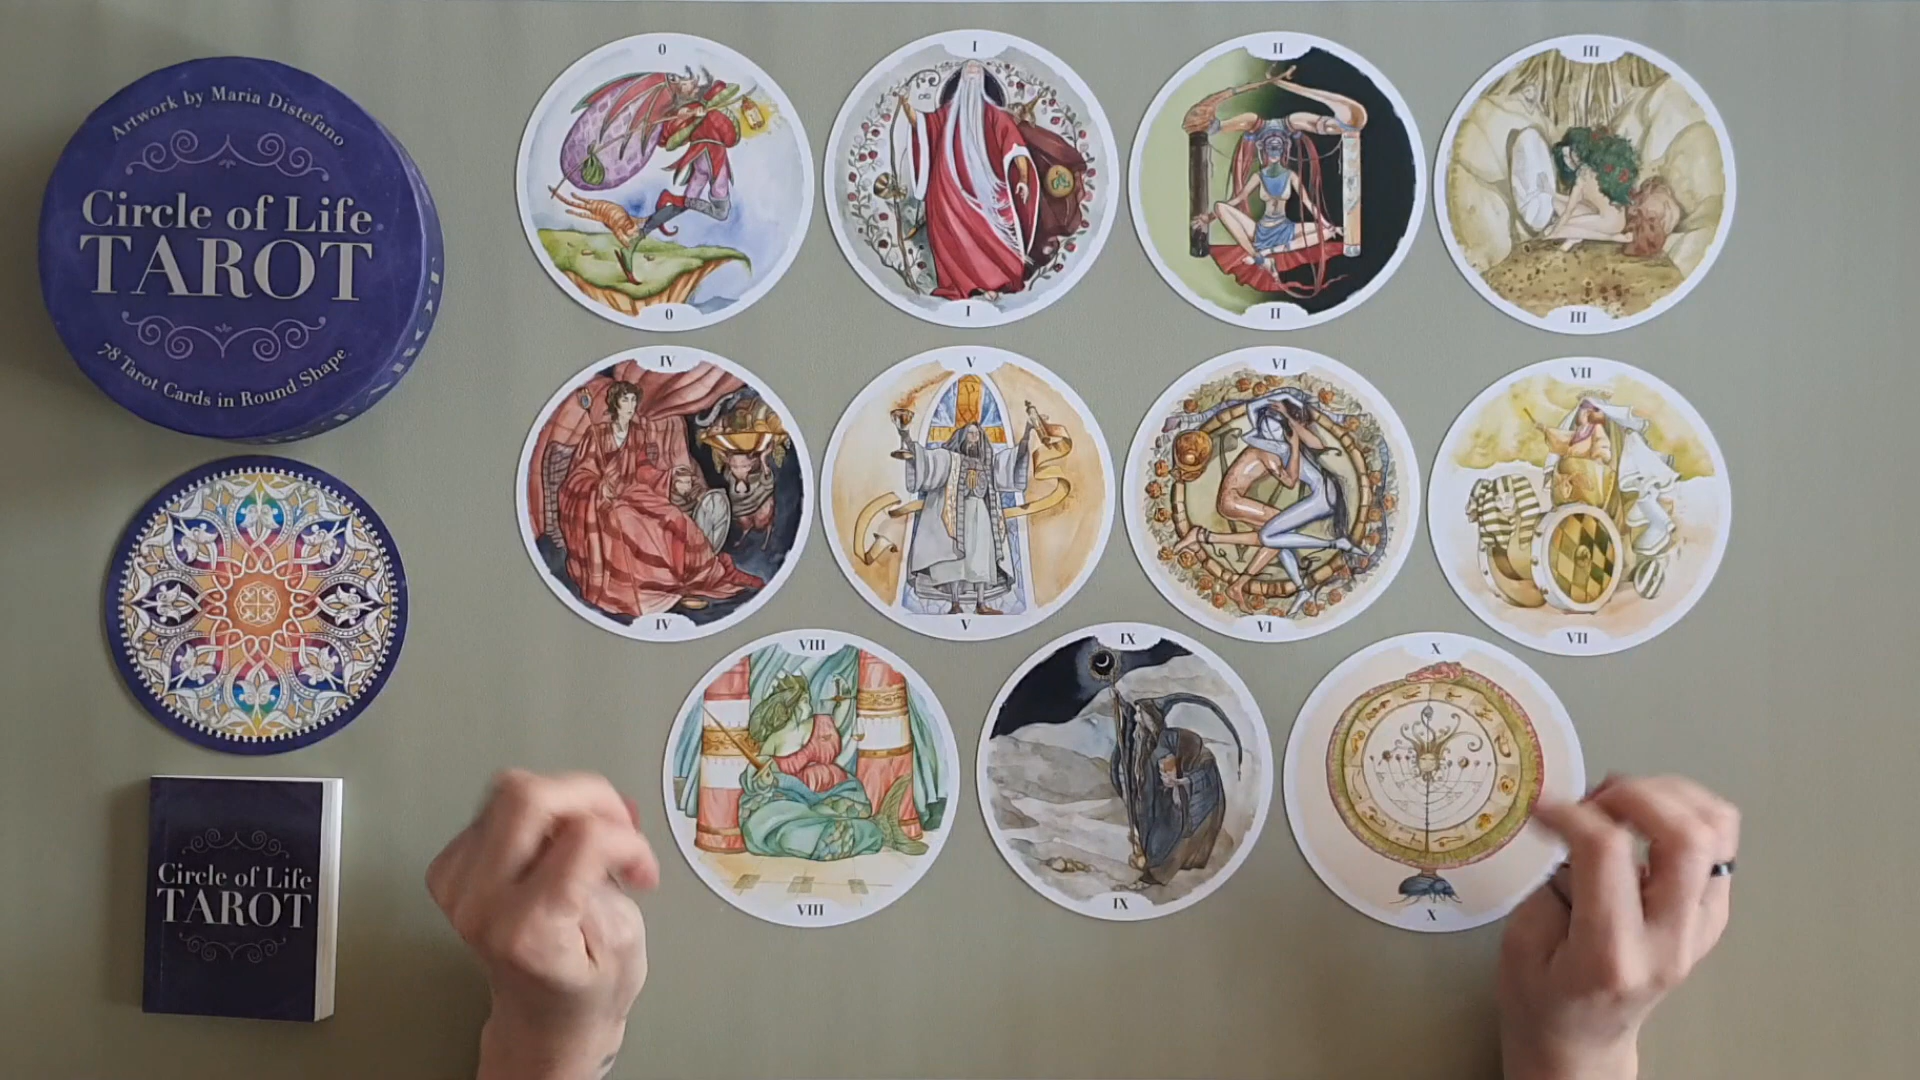 Artwork by Maria Distefano
Circle of Life
TAROT
78 Tarot Cards in Round Shape
Circle of Life
TAROT
0
0
I
I
II
II
III
III
IV
IV
V
V
VI
VI
VII
VII
VIII
VIII
IX
IX
X
X